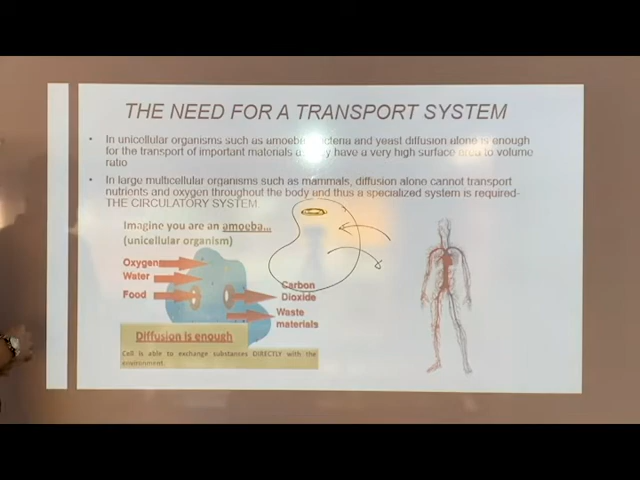 THE NEED FOR A TRANSPORT SYSTEM
• In unicellular organisms such as amoeba, bacteria and yeast diffusion alone is enough
for the transport of important materials as they have a very high surface area to volume
ratio
• In large multicellular organisms such as mammals, diffusion alone cannot transport
nutrients and oxygen throughout the body and thus a specialized system is required-
THE CIRCULATORY SYSTEM.
Imagine you are an amoeba...
(unicellular organism)
Oxygen
Water
Food
Carbon
Dioxide
Waste
materials
Diffusion is enough
Cell is able to exchange substances DIRECTLY with the
environment.